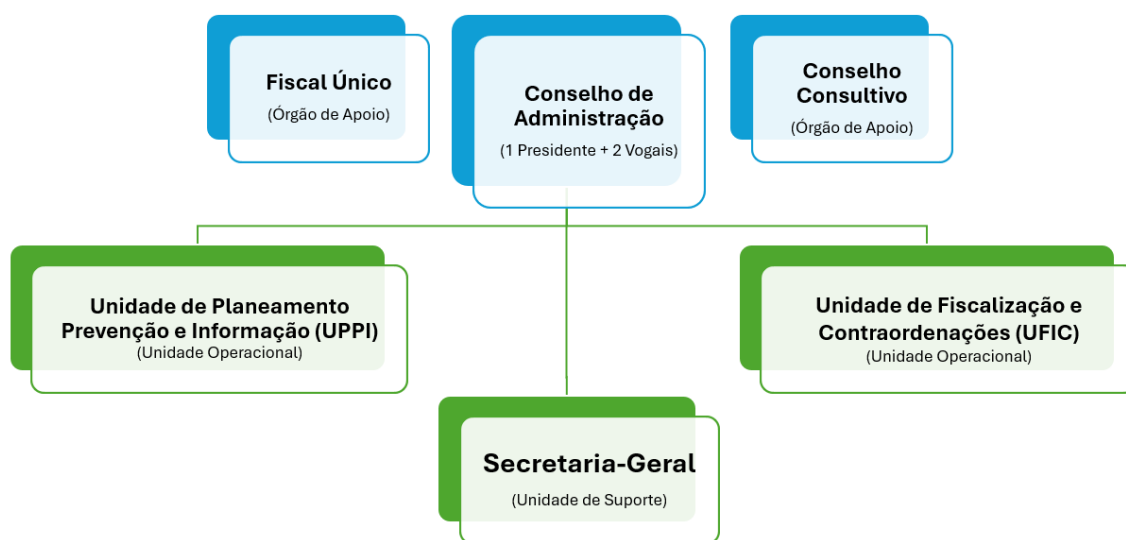 Fiscal Único
(Órgão de Apoio)
Conselho de
Administração
(1 Presidente + 2 Vogais)
Conselho
Consultivo
(Órgão de Apoio)
Unidade de Planeamento
Prevenção e Informação (UPPI)
(Unidade Operacional)
Unidade de Fiscalização e
Contraordenações (UFIC)
(Unidade Operacional)
Secretaria-Geral
(Unidade de Suporte)